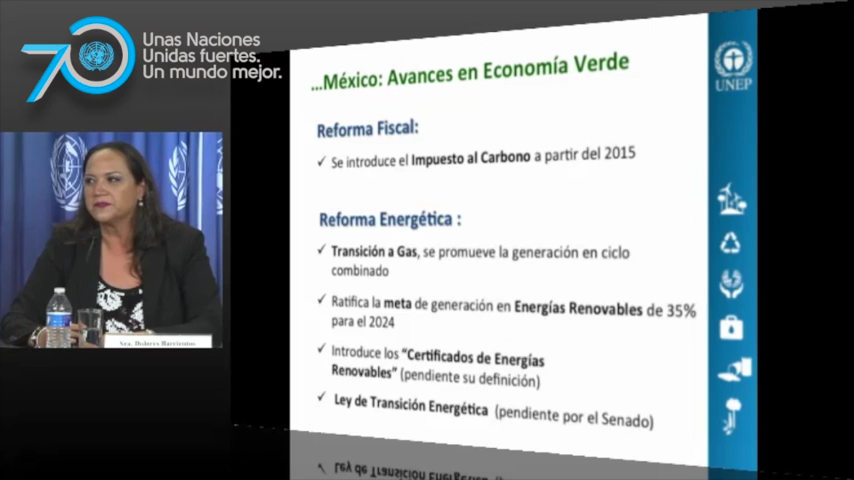 70
Unas Naciones
Unidas fuertes.
Un mundo mejor.
...México: Avances en Economía Verde
UNEP
Reforma Fiscal:
✓ Se introduce el Impuesto al Carbono a partir del 2015
Reforma Energética :
✓ Transición a Gas, se promueve la generación en ciclo
combinado
✓ Ratifica la meta de generación en Energías Renovables de 35%
para el 2024
✓ Introduce los “Certificados de Energías
Renovables” (pendiente su definición)
✓ Ley de Transición Energética (pendiente por el Senado)
Sra. Dolores Barrientos